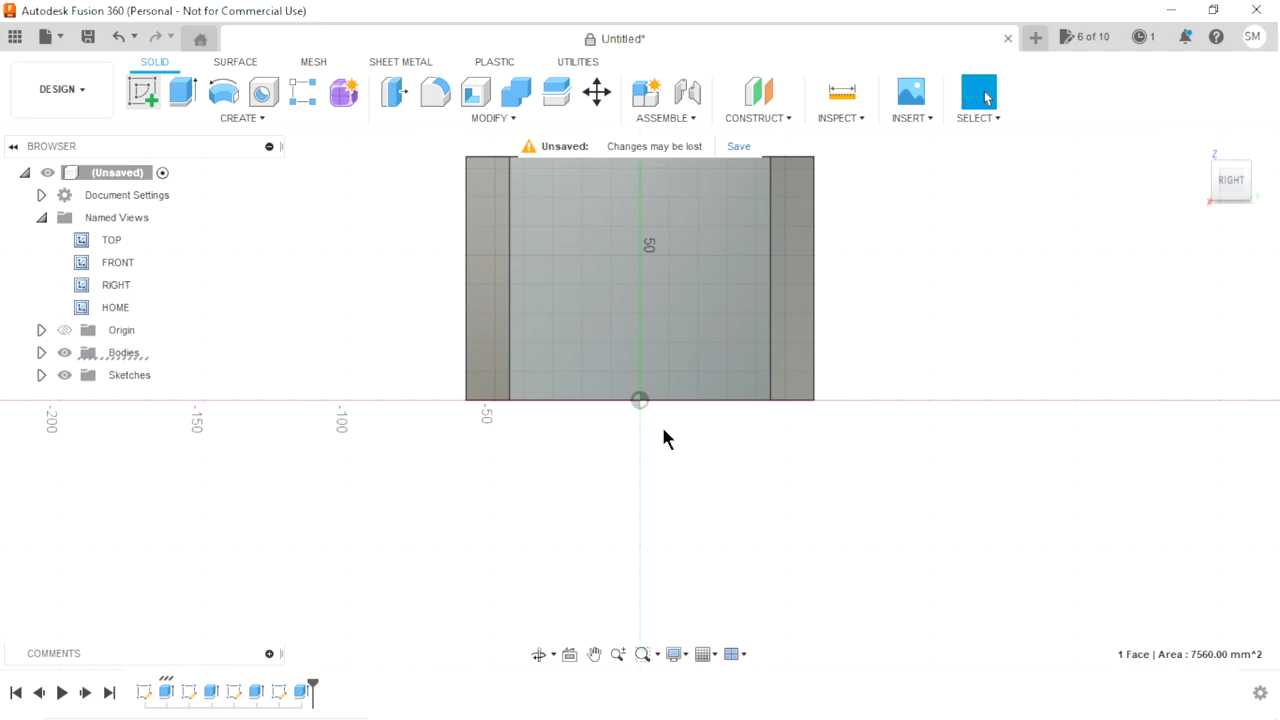 Autodesk Fusion 360 (Personal - Not for Commercial Use)
Untitled*
6 of 10
1
SM
DESIGN
SOLID
SURFACE
MESH
SHEET METAL
PLASTIC
UTILITIES
CREATE
MODIFY
ASSEMBLE
CONSTRUCT
INSPECT
INSERT
SELECT
BROWSER
Unsaved:
Changes may be lost
Save
(Unsaved)
Document Settings
Named Views
TOP
FRONT
RIGHT
HOME
Origin
Bodies
Sketches
50
-200
-150
-100
-50
Z
RIGHT
X
Y
COMMENTS
1 Face | Area : 7560.00 mm^2